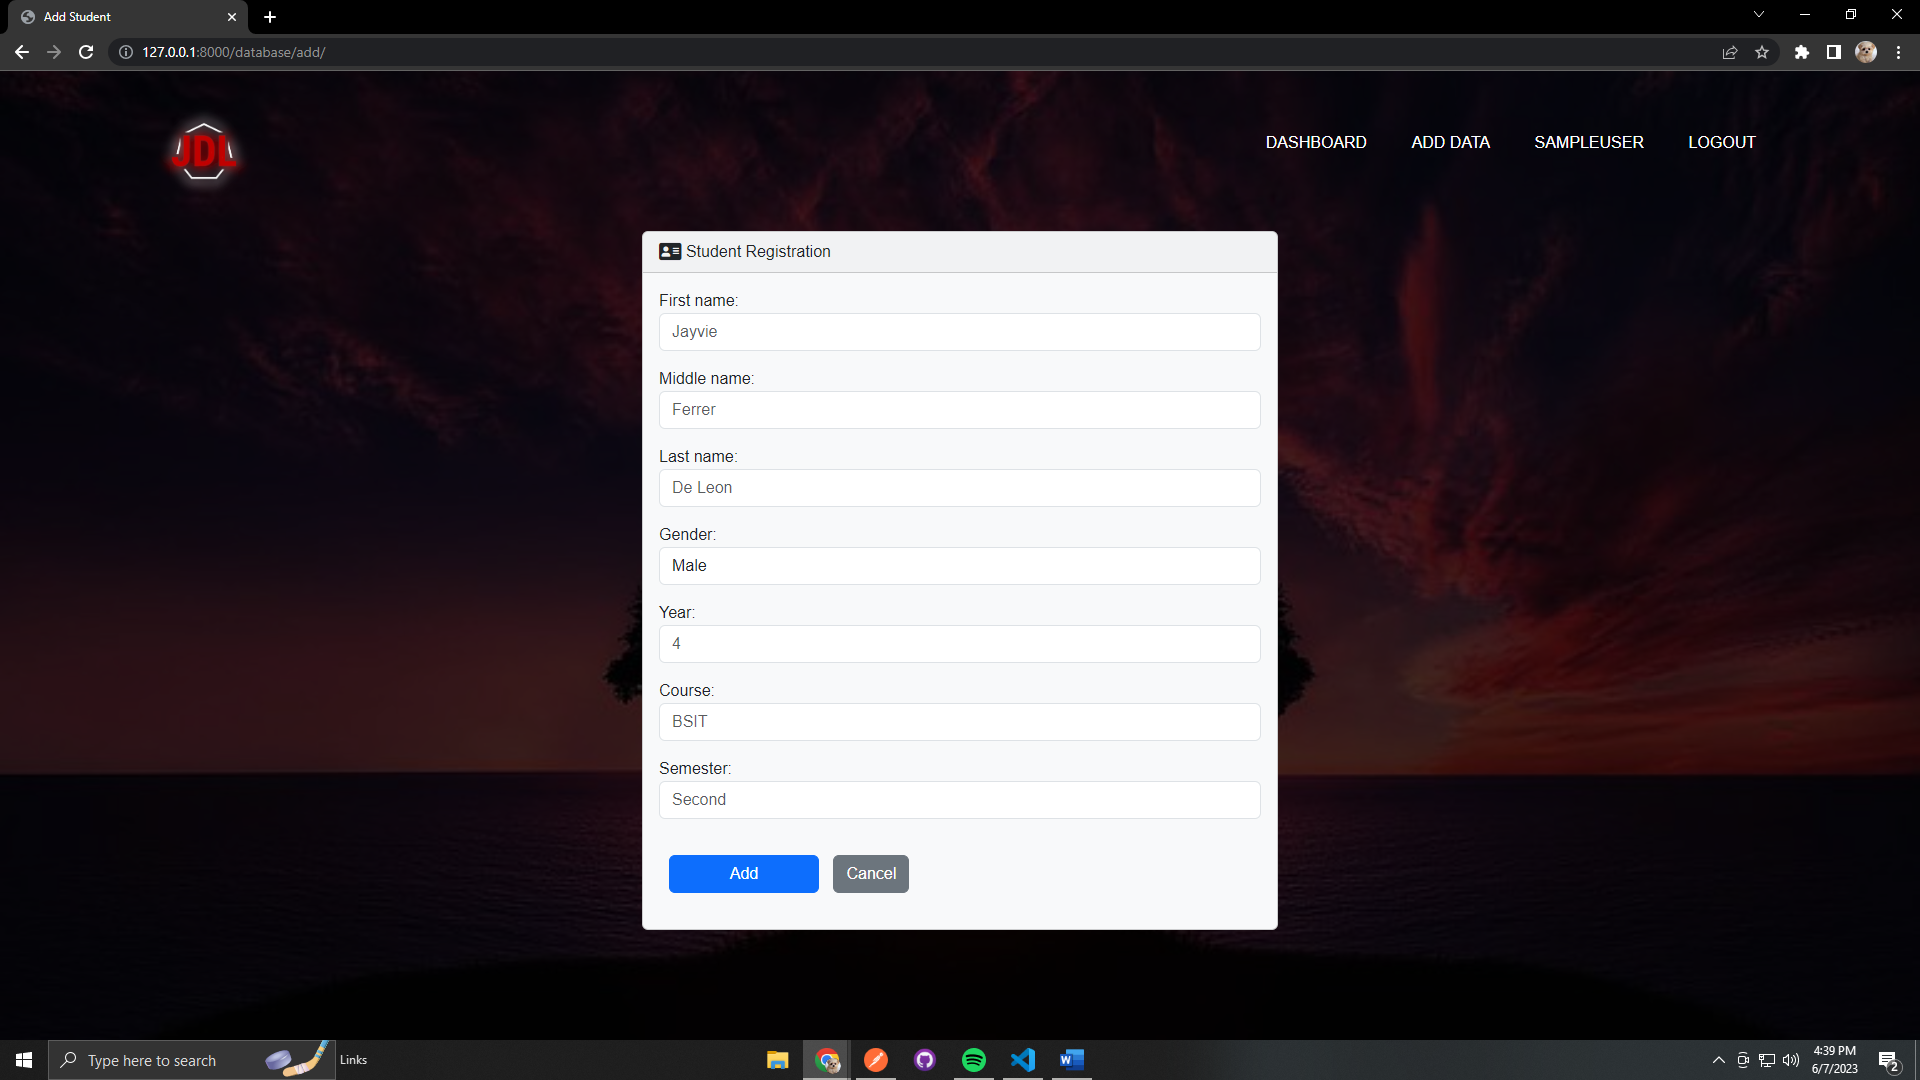 Add Student
127.0.0.1:8000/database/add/
JDL
DASHBOARD ADD DATA SAMPLEUSER LOGOUT
Student Registration
First name:
Jayvie
Middle name:
Ferrer
Last name:
De Leon
Gender:
Male
Year:
4
Course:
BSIT
Semester:
Second
Add Cancel
Type here to search
Links
W
4:39 PM
6/7/2023
2